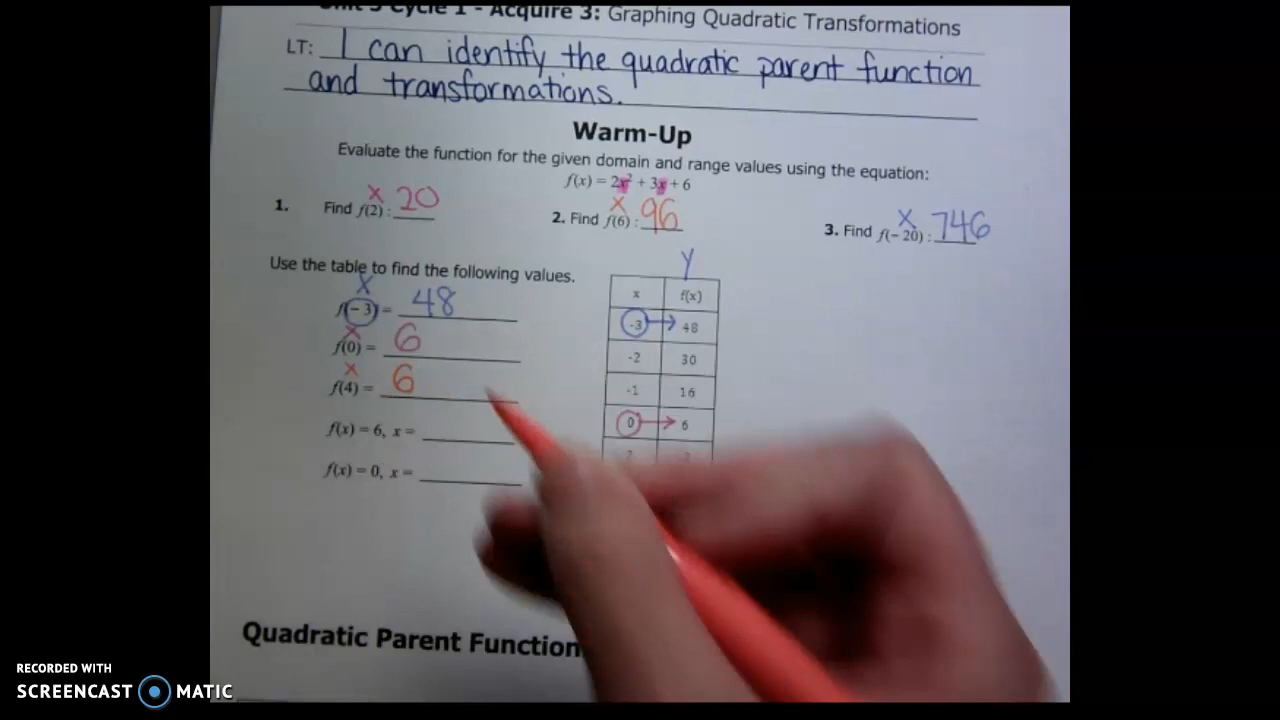 Unit 5 Cycle 1 - Acquire 3: Graphing Quadratic Transformations
LT: I can identify the quadratic parent function
and transformations.
Warm-Up
Evaluate the function for the given domain and range values using the equation:
f(x) = 2x² + 3x + 6
1. Find f(2) : 20
x
2. Find f(6) : 96
x
3. Find f(− 20) : 746
x
Use the table to find the following values.
x
f(− 3) = 48
x
f(0) = 6
x
f(4) = 6
f(x) = 6, x =
f(x) = 0, x =
y
x f(x)
-3 48
-2 30
-1 16
0 6
Quadratic Parent Function
RECORDED WITH
SCREENCAST MATIC